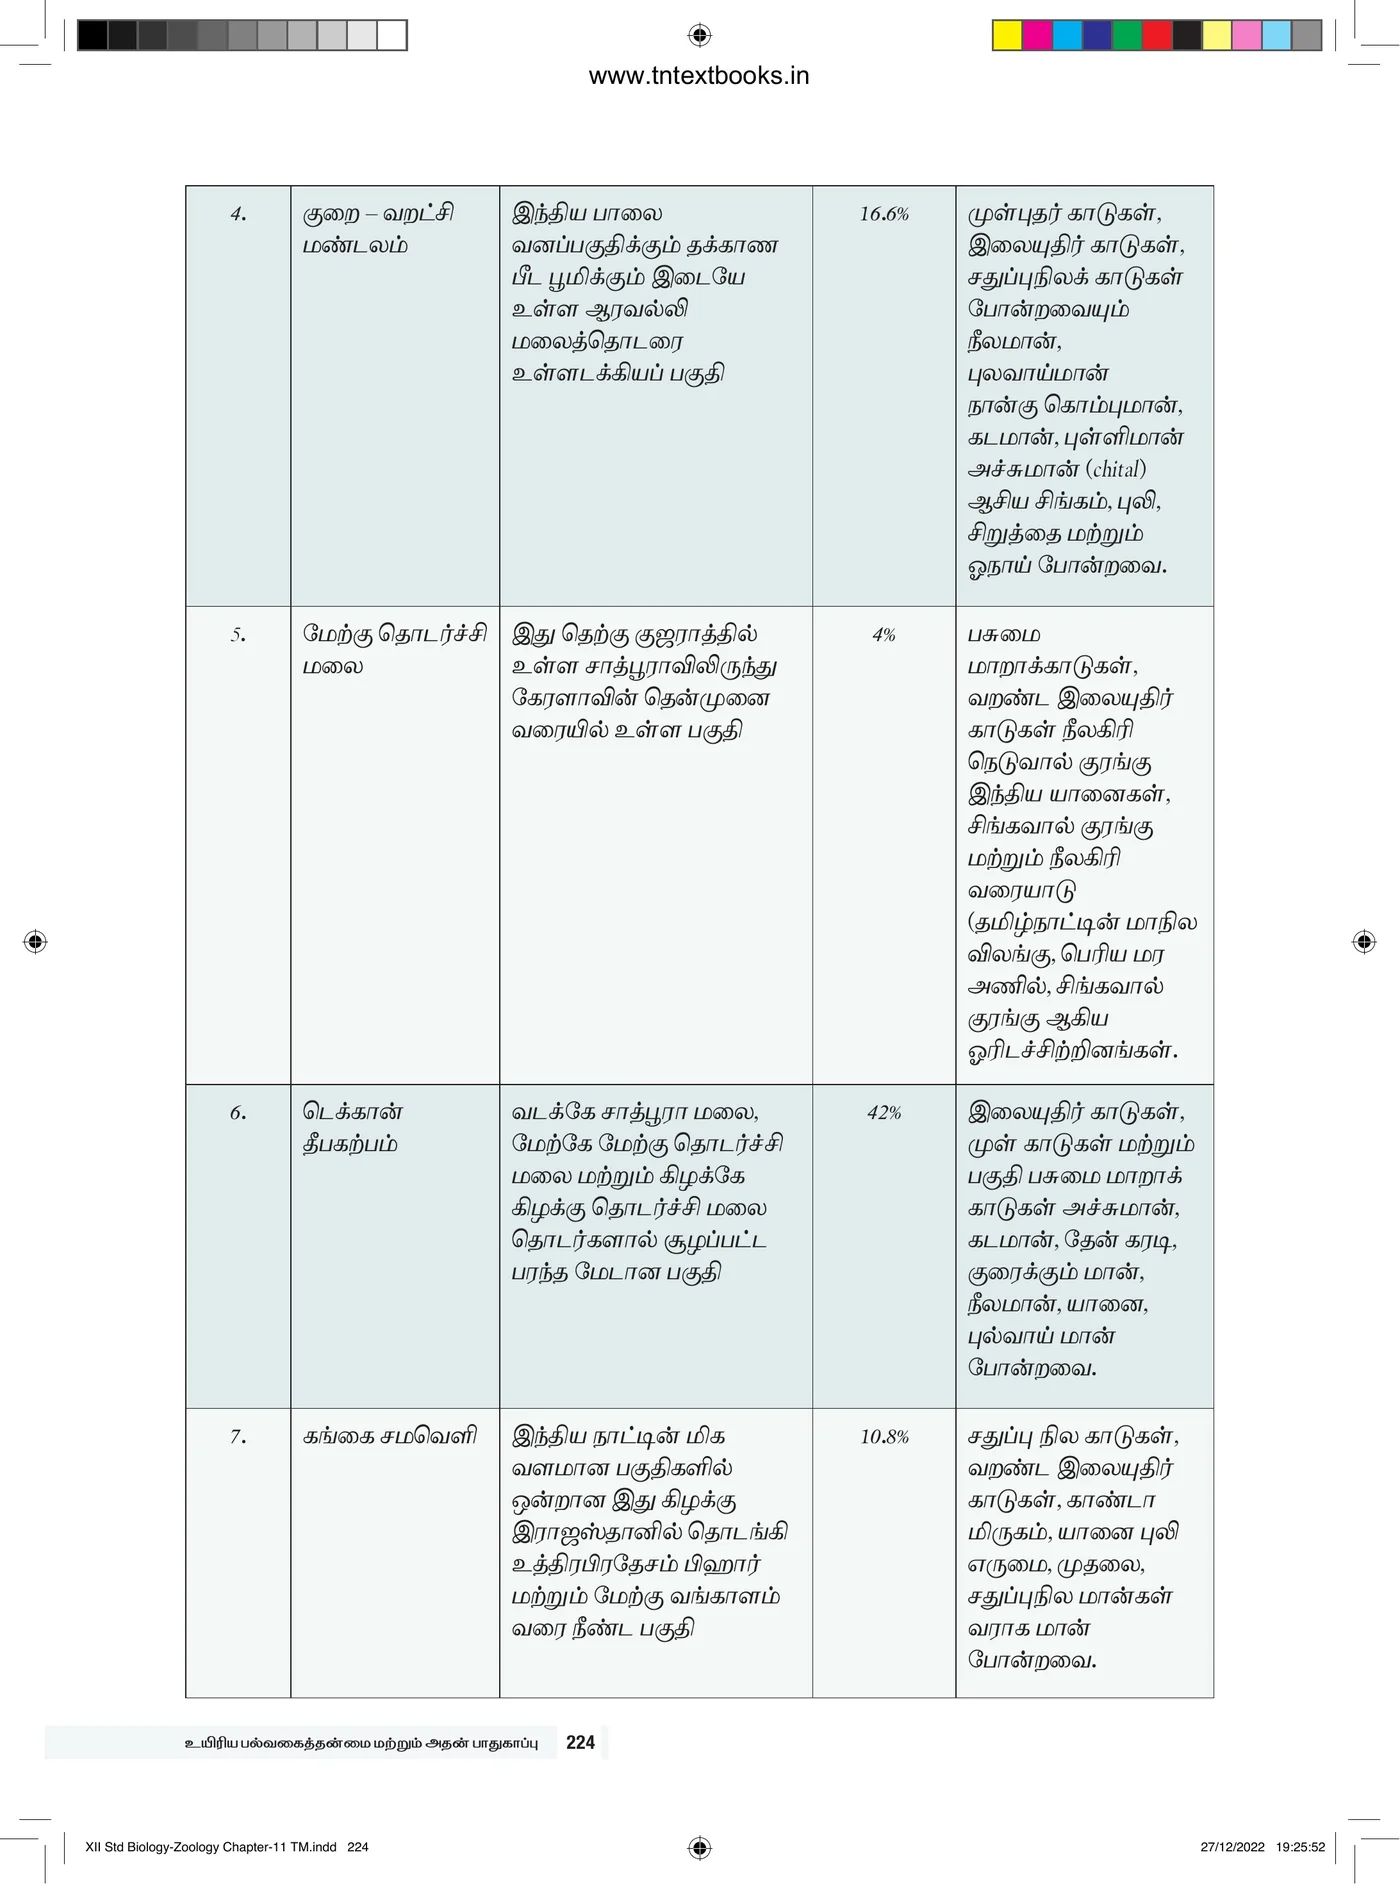 www.tntextbooks.in
4.
குறை – வறட்சி
மண்டலம்
இந்திய பாலை
வனப்பகுதிக்கும் தக்காண
பீட பூமிக்கும் இடையே
உள்ள ஆரவல்லி
மலைத்தொடரை
உள்ளடக்கியப் பகுதி
16.6%
முள்புதர் காடுகள்,
இலையுதிர் காடுகள்,
சதுப்புநிலக் காடுகள்
போன்றவையும்
நீலமான்,
புலவாய்மான்
நான்கு கொம்புமான்,
கடமான், புள்ளிமான்
அச்சுமான் (chital)
ஆசிய சிங்கம், புலி,
சிறுத்தை மற்றும்
ஓநாய் போன்றவை.
5.
மேற்கு தொடர்ச்சி
மலை
இது தெற்கு குஜராத்தில்
உள்ள சாத்பூராவிலிருந்து
கேரளாவின் தென்முனை
வரையில் உள்ள பகுதி
4%
பசுமை
மாறாக்காடுகள்,
வறண்ட இலையுதிர்
காடுகள் நீலகிரி
நெடுவால் குரங்கு
இந்திய யானைகள்,
சிங்கவால் குரங்கு
மற்றும் நீலகிரி
வரையாடு
(தமிழ்நாட்டின் மாநில
விலங்கு, பெரிய மர
அணில், சிங்கவால்
குரங்கு ஆகிய
ஓரிடச்சிற்றினங்கள்.
6.
டெக்கான்
தீபகற்பம்
வடக்கே சாத்பூரா மலை,
மேற்கே மேற்கு தொடர்ச்சி
மலை மற்றும் கிழக்கே
கிழக்கு தொடர்ச்சி மலை
தொடர்களால் சூழப்பட்ட
பரந்த மேடான பகுதி
42%
இலையுதிர் காடுகள்,
முள் காடுகள் மற்றும்
பகுதி பசுமை மாறாக்
காடுகள் அச்சுமான்,
கடமான், தேன் கரடி,
குரைக்கும் மான்,
நீலமான், யானை,
புல்வாய் மான்
போன்றவை.
7.
கங்கை சமவெளி
இந்திய நாட்டின் மிக
வளமான பகுதிகளில்
ஒன்றான இது கிழக்கு
இராஜஸ்தானில் தொடங்கி
உத்திரபிரதேசம் பிஹார்
மற்றும் மேற்கு வங்காளம்
வரை நீண்ட பகுதி
10.8%
சதுப்பு நில காடுகள்,
வறண்ட இலையுதிர்
காடுகள், காண்டா
மிருகம், யானை புலி
எருமை, முதலை,
சதுப்புநில மான்கள்
வராக மான்
போன்றவை.
உயிரிய பல்வகைத்தன்மை மற்றும் அதன் பாதுகாப்பு 224
XII Std Biology-Zoology Chapter-11 TM.indd 224
27/12/2022 19:25:52